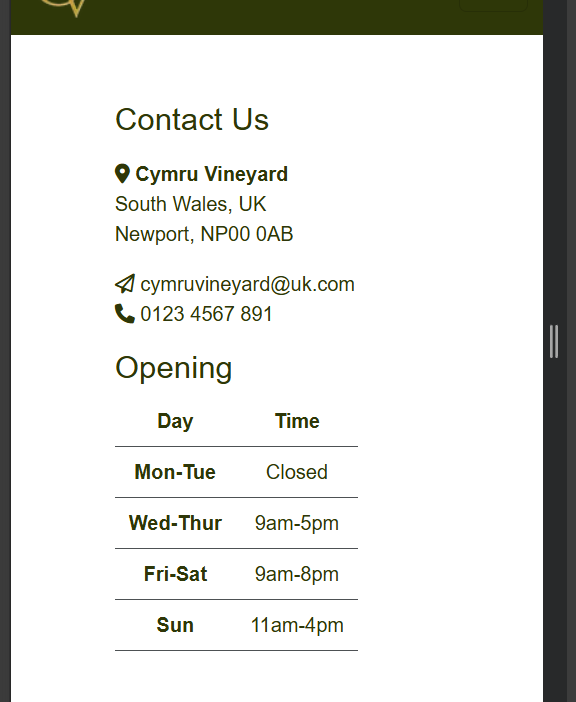 Contact Us
Cymru Vineyard
South Wales, UK
Newport, NP00 0AB
cymruvineyard@uk.com
0123 4567 891
Opening
Day Time
Mon-Tue Closed
Wed-Thur 9am-5pm
Fri-Sat 9am-8pm
Sun 11am-4pm